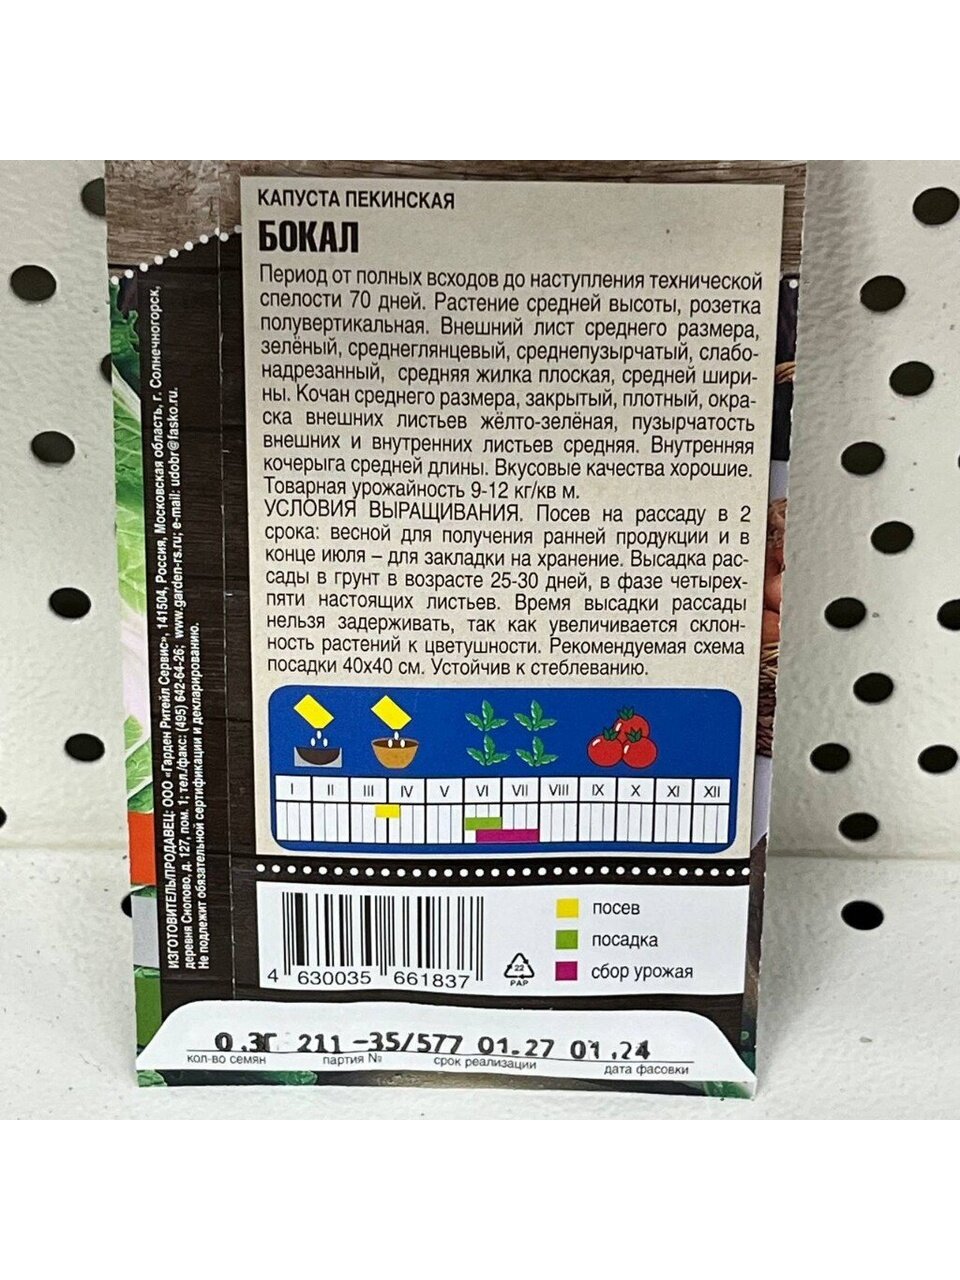 КАПУСТА ПЕКИНСКАЯ
БОКАЛ
Период от полных всходов до наступления технической
спелости 70 дней. Растение средней высоты, розетка
полувертикальная. Внешний лист среднего размера,
зелёный, среднеглянцевый, среднепузырчатый, слабо-
надрезанный, средняя жилка плоская, средней шири-
ны. Кочан среднего размера, закрытый, плотный, окра-
ска внешних листьев жёлто-зелёная, пузырчатость
внешних и внутренних листьев средняя. Внутренняя
кочерыга средней длины. Вкусовые качества хорошие.
Товарная урожайность 9-12 кг/кв м.
УСЛОВИЯ ВЫРАЩИВАНИЯ. Посев на рассаду в 2
срока: весной для получения ранней продукции и в
конце июля – для закладки на хранение. Высадка рас-
сады в грунт в возрасте 25-30 дней, в фазе четырех-
пяти настоящих листьев. Время высадки рассады
нельзя задерживать, так как увеличивается склон-
ность растений к цветушности. Рекомендуемая схема
посадки 40х40 см. Устойчив к стеблеванию.
I II III IV V VI VII VIII IX X XI XII
посев
посадка
сбор урожая
4 630035 661837
22
PAP
0.3Г 211-35/577 01.27 01.24
кол-во семян партия № срок реализации дата фасовки
ИЗГОТОВИТЕЛЬ/ПРОДАВЕЦ: ООО «Гарден Ритейл Сервис», 141504, Россия, Московская область, г. Солнечногорск,
деревня Снопово, д. 127, пом. 1; тел./факс: (495) 642-64-26; www.garden-rs.ru; e-mail: udobr@fasko.ru.
Не подлежит обязательной сертификации и декларированию.